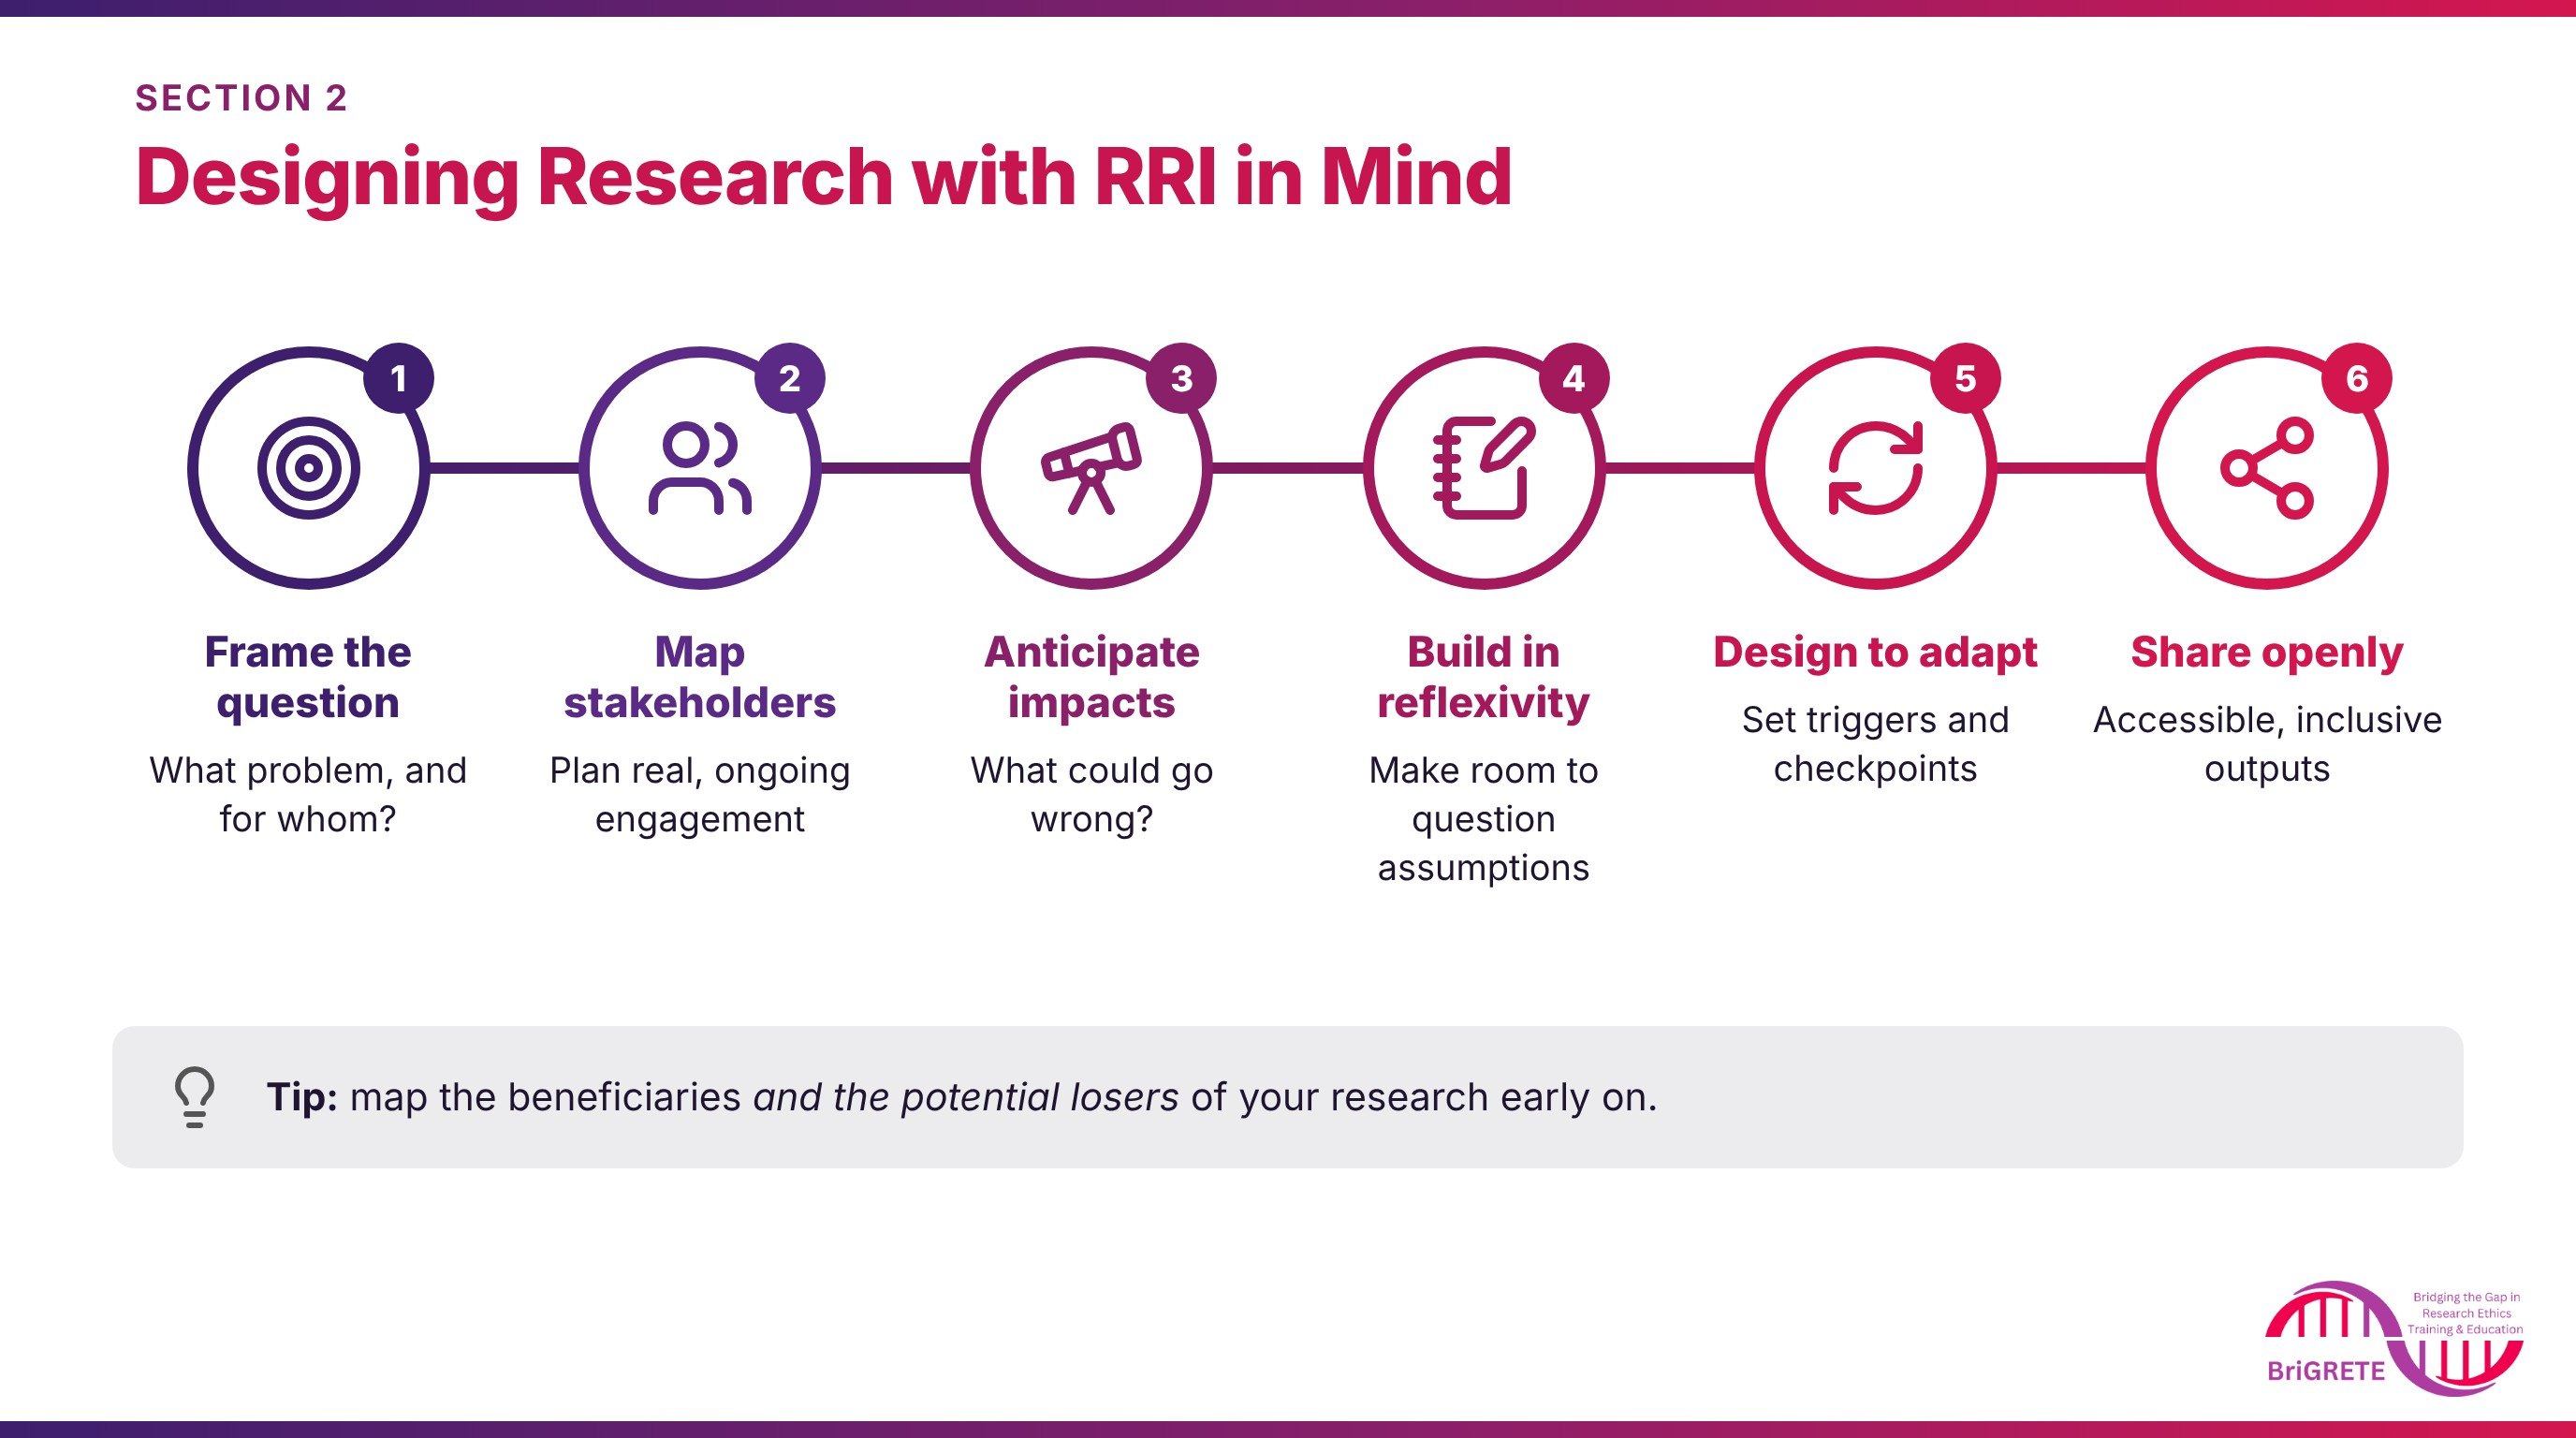 SECTION 2
Designing Research with RRI in Mind
1
2
3
4
5
6
Frame the
question
What problem, and
for whom?
Map
stakeholders
Plan real, ongoing
engagement
Anticipate
impacts
What could go
wrong?
Build in
reflexivity
Make room to
question
assumptions
Design to adapt
Set triggers and
checkpoints
Share openly
Accessible, inclusive
outputs
Tip: map the beneficiaries and the potential losers of your research early on.
Bridging the Gap in
Research Ethics
Training & Education
BriGRETE